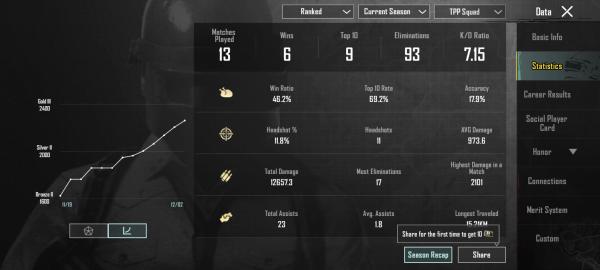 Ranked
Current Season
TPP Squad
Data
Matches Played
Wins
Top 10
Eliminations
K/D Ratio
13
6
9
93
7.15
Win Ratio
Top 10 Rate
Accuracy
46.2%
69.2%
17.9%
Headshot %
Headshots
AVG Damage
11.8%
11
973.6
Total Damage
Most Eliminations
Highest Damage in a Match
12657.3
17
2101
Total Assists
Avg. Assists
Longest Traveled
23
1.8
15.21KM
Share for the first time to get 10
Season Recap
Share
Gold III
2400
Silver II
2000
Bronze II
1600
11/19
12/02
Basic Info
Statistics
Career Results
Social Player
Card
Honor
Connections
Merit System
Custom